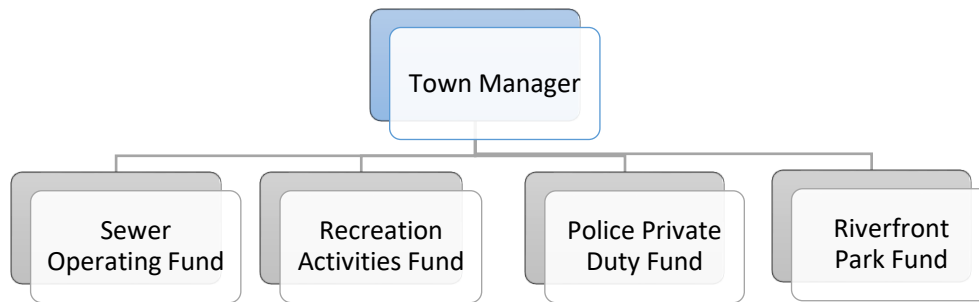 Town Manager
Sewer
Operating Fund
Recreation
Activities Fund
Police Private
Duty Fund
Riverfront
Park Fund